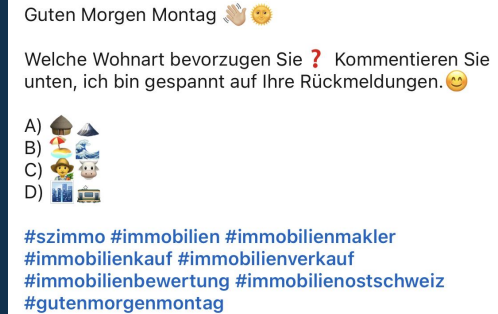 Guten Morgen Montag 👋🏼🌞
Welche Wohnart bevorzugen Sie❓ Kommentieren Sie
unten, ich bin gespannt auf Ihre Rückmeldungen.😊
A) 🛖🏔
B) 🏖🌊
C) 👩‍🌾🐮
D) 🏙🚋
#szimmo #immobilien #immobilienmakler
#immobilienkauf #immobilienverkauf
#immobilienbewertung #immobilienostschweiz
#gutenmorgenmontag